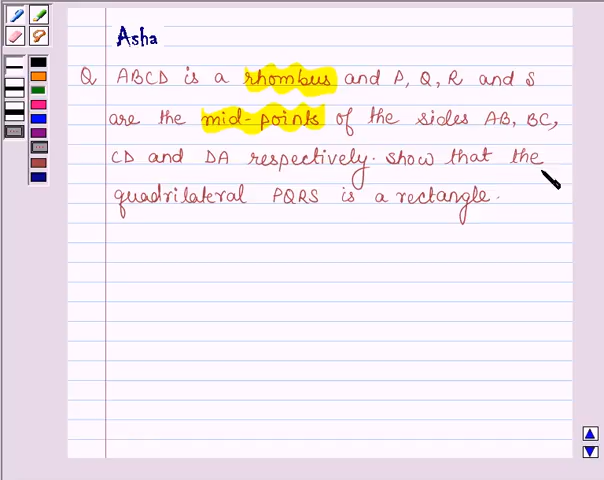 Asha
Q ABCD is a rhombus and P, Q, R and S
are the mid-points of the sides AB, BC,
CD and DA respectively. show that the
quadrilateral PQRS is a rectangle.